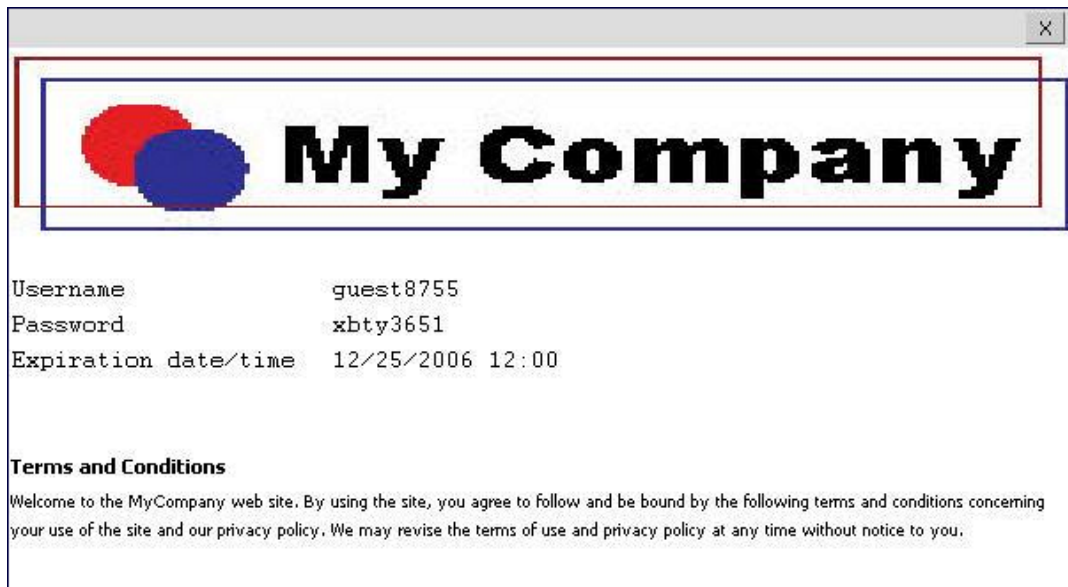 X
My Company
Username guest8755
Password xbty3651
Expiration date/time 12/25/2006 12:00
Terms and Conditions
Welcome to the MyCompany web site. By using the site, you agree to follow and be bound by the following terms and conditions concerning
your use of the site and our privacy policy. We may revise the terms of use and privacy policy at any time without notice to you.